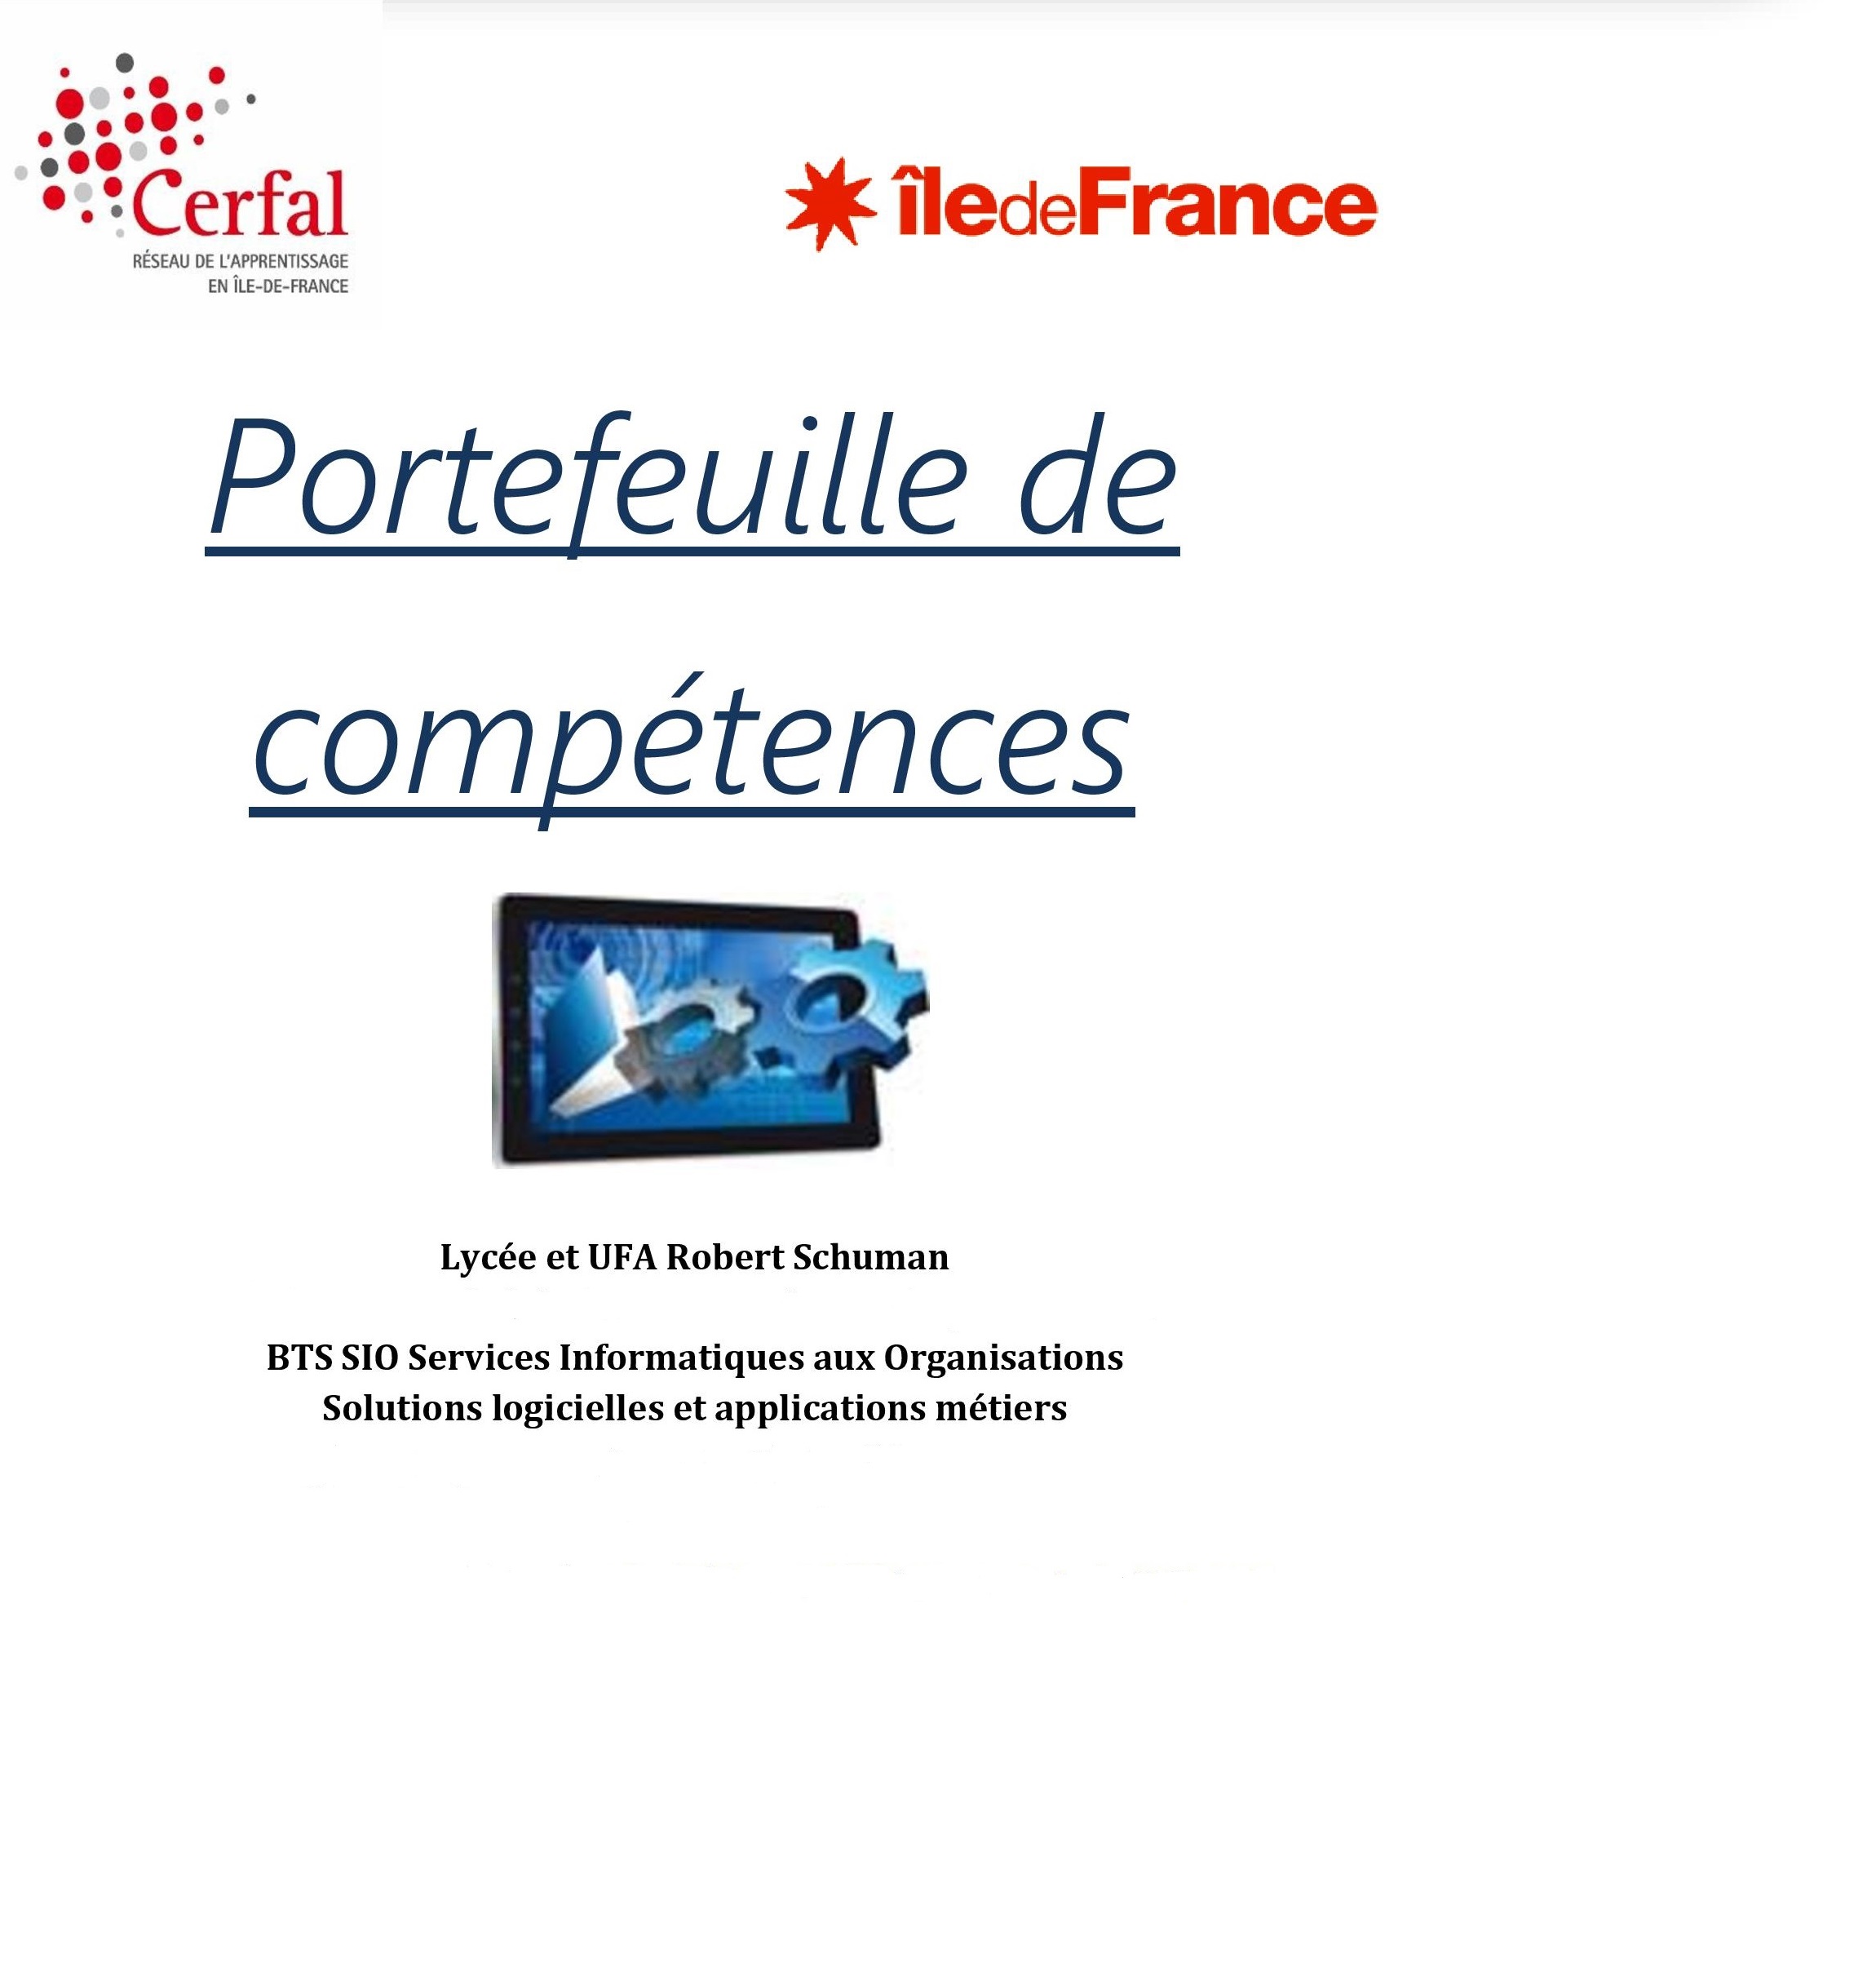 Cerfal
RÉSEAU DE L'APPRENTISSAGE
EN ÎLE-DE-FRANCE
îledeFrance
Portefeuille de
compétences
Lycée et UFA Robert Schuman
BTS SIO Services Informatiques aux Organisations
Solutions logicielles et applications métiers